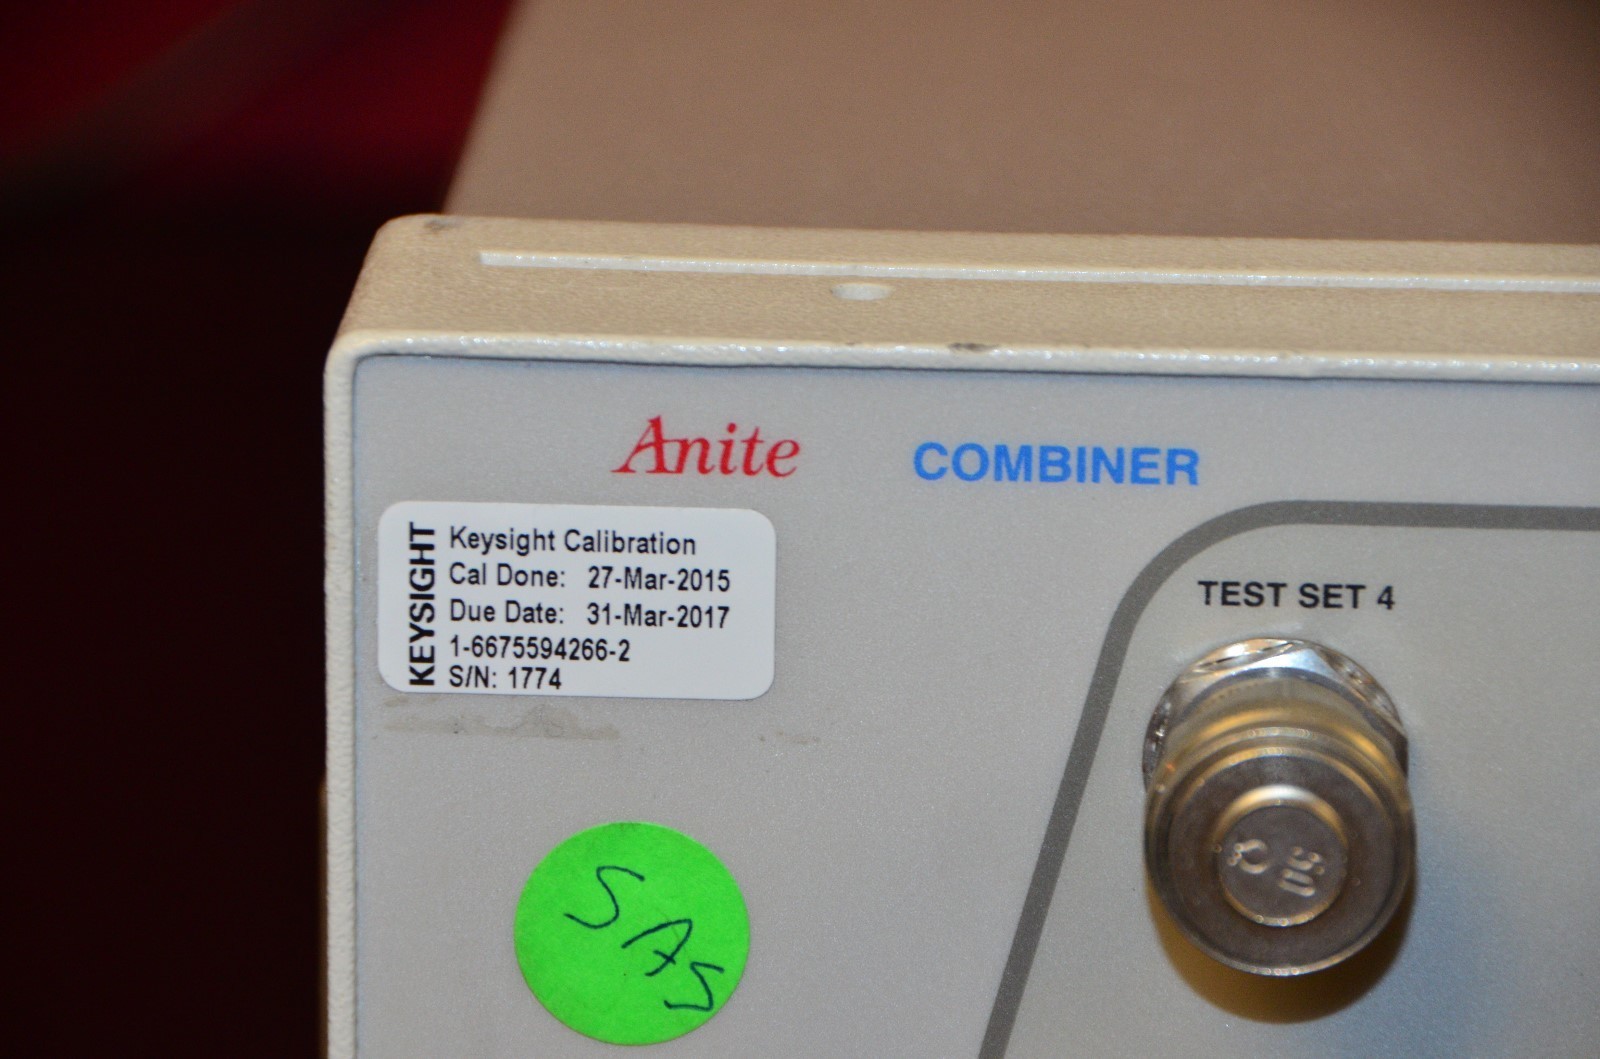 Anite COMBINER
KEYSIGHT
Keysight Calibration
Cal Done: 27-Mar-2015
Due Date: 31-Mar-2017
1-6675594266-2
S/N: 1774
TEST SET 4
50 Ω
SAS